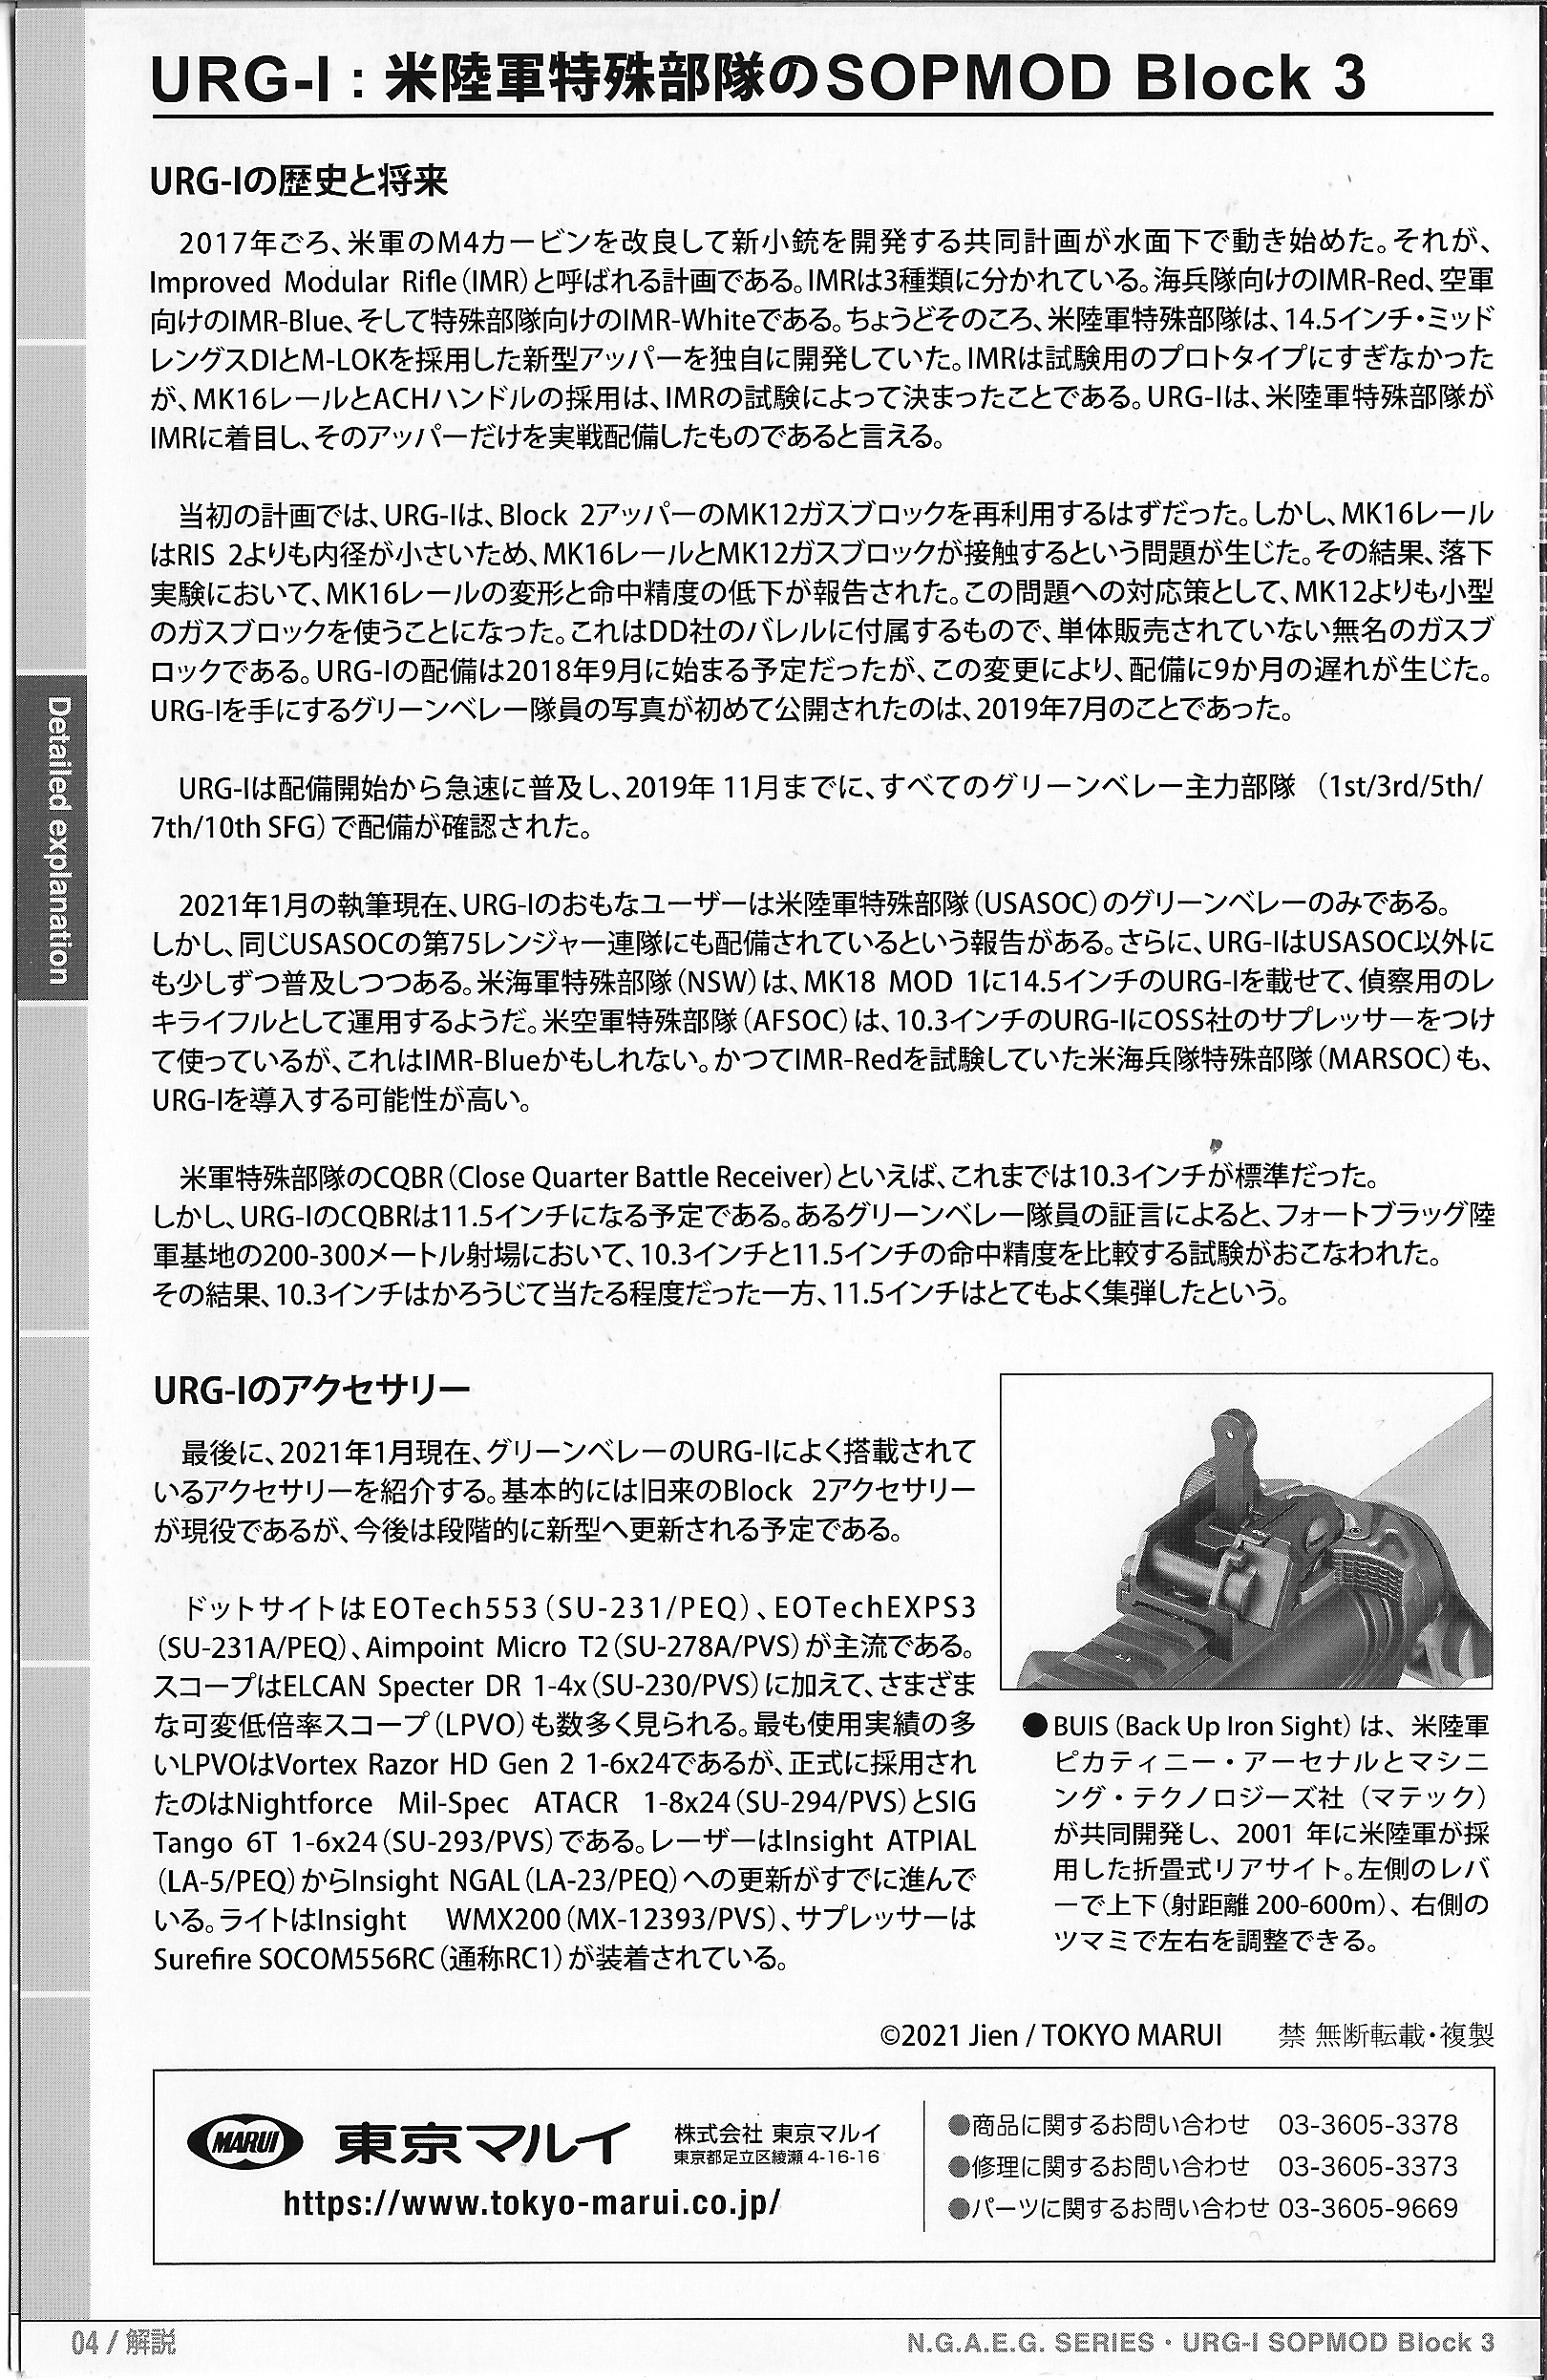 URG-I：米陸軍特殊部隊のSOPMOD Block 3
URG-Iの歴史と将来
2017年ごろ、米軍のM4カービンを改良して新小銃を開発する共同計画が水面下で動き始めた。それが、
Improved Modular Rifle（IMR）と呼ばれる計画である。IMRは3種類に分かれている。海兵隊向けのIMR-Red、空軍
向けのIMR-Blue、そして特殊部隊向けのIMR-Whiteである。ちょうどそのころ、米陸軍特殊部隊は、14.5インチ・ミッド
レングスDIとM-LOKを採用した新型アッパーを独自に開発していた。IMRは試験用のプロトタイプにすぎなかった
が、MK16レールとACHハンドルの採用は、IMRの試験によって決まったことである。URG-Iは、米陸軍特殊部隊が
IMRに着目し、そのアッパーだけを実戦配備したものであると言える。
当初の計画では、URG-Iは、Block 2アッパーのMK12ガスブロックを再利用するはずだった。しかし、MK16レール
はRIS 2よりも内径が小さいため、MK16レールとMK12ガスブロックが接触するという問題が生じた。その結果、落下
実験において、MK16レールの変形と命中精度の低下が報告された。この問題への対応策として、MK12よりも小型
のガスブロックを使うことになった。これはDD社のバレルに付属するもので、単体販売されていない無名のガスブ
ロックである。URG-Iの配備は2018年9月に始まる予定だったが、この変更により、配備に9か月の遅れが生じた。
URG-Iを手にするグリーンベレー隊員の写真が初めて公開されたのは、2019年7月のことであった。
URG-Iは配備開始から急速に普及し、2019年 11月までに、すべてのグリーンベレー主力部隊 （1st/3rd/5th/
7th/10th SFG）で配備が確認された。
2021年1月の執筆現在、URG-Iのおもなユーザーは米陸軍特殊部隊（USASOC）のグリーンベレーのみである。
しかし、同じUSASOCの第75レンジャー連隊にも配備されているという報告がある。さらに、URG-IはUSASOC以外に
も少しずつ普及しつつある。米海軍特殊部隊（NSW）は、MK18 MOD 1に14.5インチのURG-Iを載せて、偵察用のレ
キライフルとして運用するようだ。米空軍特殊部隊（AFSOC）は、10.3インチのURG-IにOSS社のサプレッサーをつけ
て使っているが、これはIMR-Blueかもしれない。かつてIMR-Redを試験していた米海兵隊特殊部隊（MARSOC）も、
URG-Iを導入する可能性が高い。
米軍特殊部隊のCQBR（Close Quarter Battle Receiver）といえば、これまでは10.3インチが標準だった。
しかし、URG-IのCQBRは11.5インチになる予定である。あるグリーンベレー隊員の証言によると、フォートブラッグ陸
軍基地の200-300メートル射場において、10.3インチと11.5インチの命中精度を比較する試験がおこなわれた。
その結果、10.3インチはかろうじて当たる程度だった一方、11.5インチはとてもよく集弾したという。
URG-Iのアクセサリー
最後に、2021年1月現在、グリーンベレーのURG-Iによく搭載されて
いるアクセサリーを紹介する。基本的には旧来のBlock 2アクセサリー
が現役であるが、今後は段階的に新型へ更新される予定である。
ドットサイトはEOTech553（SU-231/PEQ）、EOTechEXPS3
（SU-231A/PEQ）、Aimpoint Micro T2（SU-278A/PVS）が主流である。
スコープはELCAN Specter DR 1-4x（SU-230/PVS）に加えて、さまざま
な可変低倍率スコープ（LPVO）も数多く見られる。最も使用実績の多
いLPVOはVortex Razor HD Gen 2 1-6x24であるが、正式に採用され
たのはNightforce Mil-Spec ATACR 1-8x24（SU-294/PVS）とSIG
Tango 6T 1-6x24（SU-293/PVS）である。レーザーはInsight ATPIAL
（LA-5/PEQ）からInsight NGAL（LA-23/PEQ）への更新がすでに進んで
いる。ライトはInsight WMX200（MX-12393/PVS）、サプレッサーは
Surefire SOCOM556RC（通称RC1）が装着されている。
●BUIS（Back Up Iron Sight）は、米陸軍
ピカティニー・アーセナルとマシニ
ング・テクノロジーズ社（マテック）
が共同開発し、2001 年に米陸軍が採
用した折畳式リアサイト。左側のレバ
ーで上下（射距離 200-600m）、右側の
ツマミで左右を調整できる。
©2021 Jien / TOKYO MARUI 禁 無断転載・複製
MARUI 東京マルイ
株式会社 東京マルイ
東京都足立区綾瀬 4-16-16
https://www.tokyo-marui.co.jp/
●商品に関するお問い合わせ 03-3605-3378
●修理に関するお問い合わせ 03-3605-3373
●パーツに関するお問い合わせ 03-3605-9669
Detailed explanation
04 / 解説
N.G.A.E.G. SERIES・URG-I SOPMOD Block 3